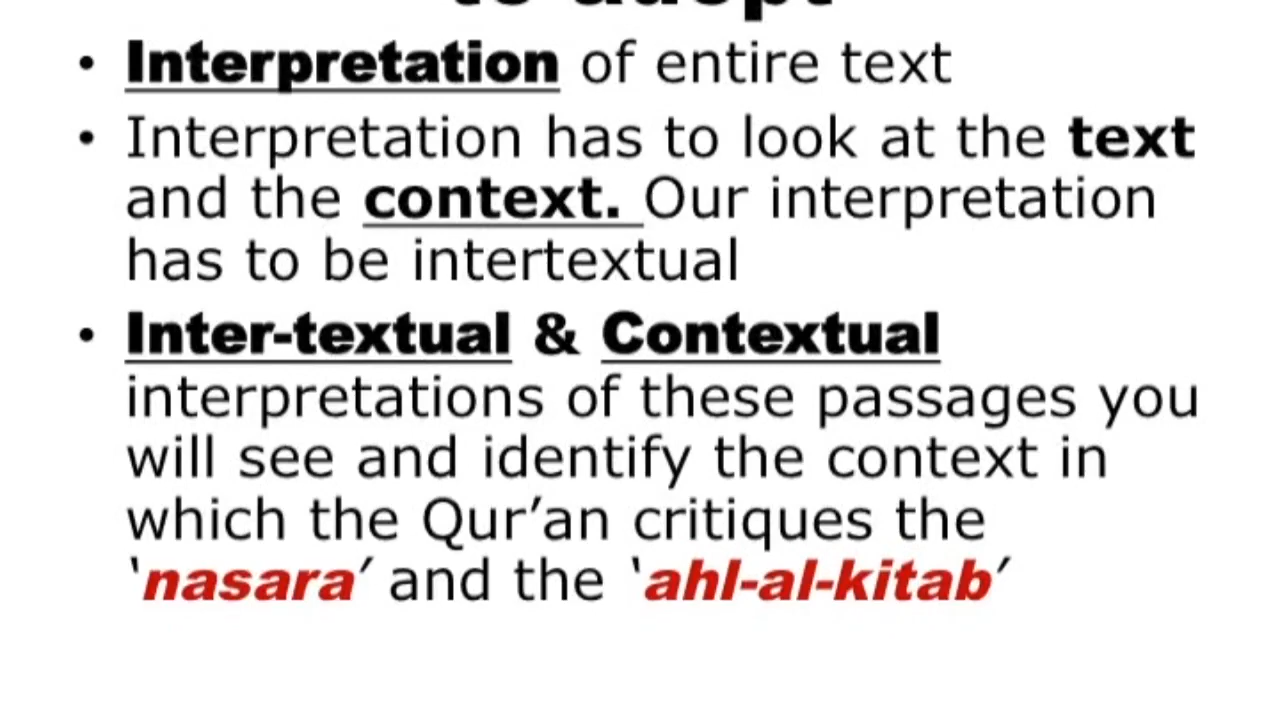 to adopt
• Interpretation of entire text
• Interpretation has to look at the text
and the context. Our interpretation
has to be intertextual
• Inter-textual & Contextual
interpretations of these passages you
will see and identify the context in
which the Qur’an critiques the
‘nasara’ and the ‘ahl-al-kitab’